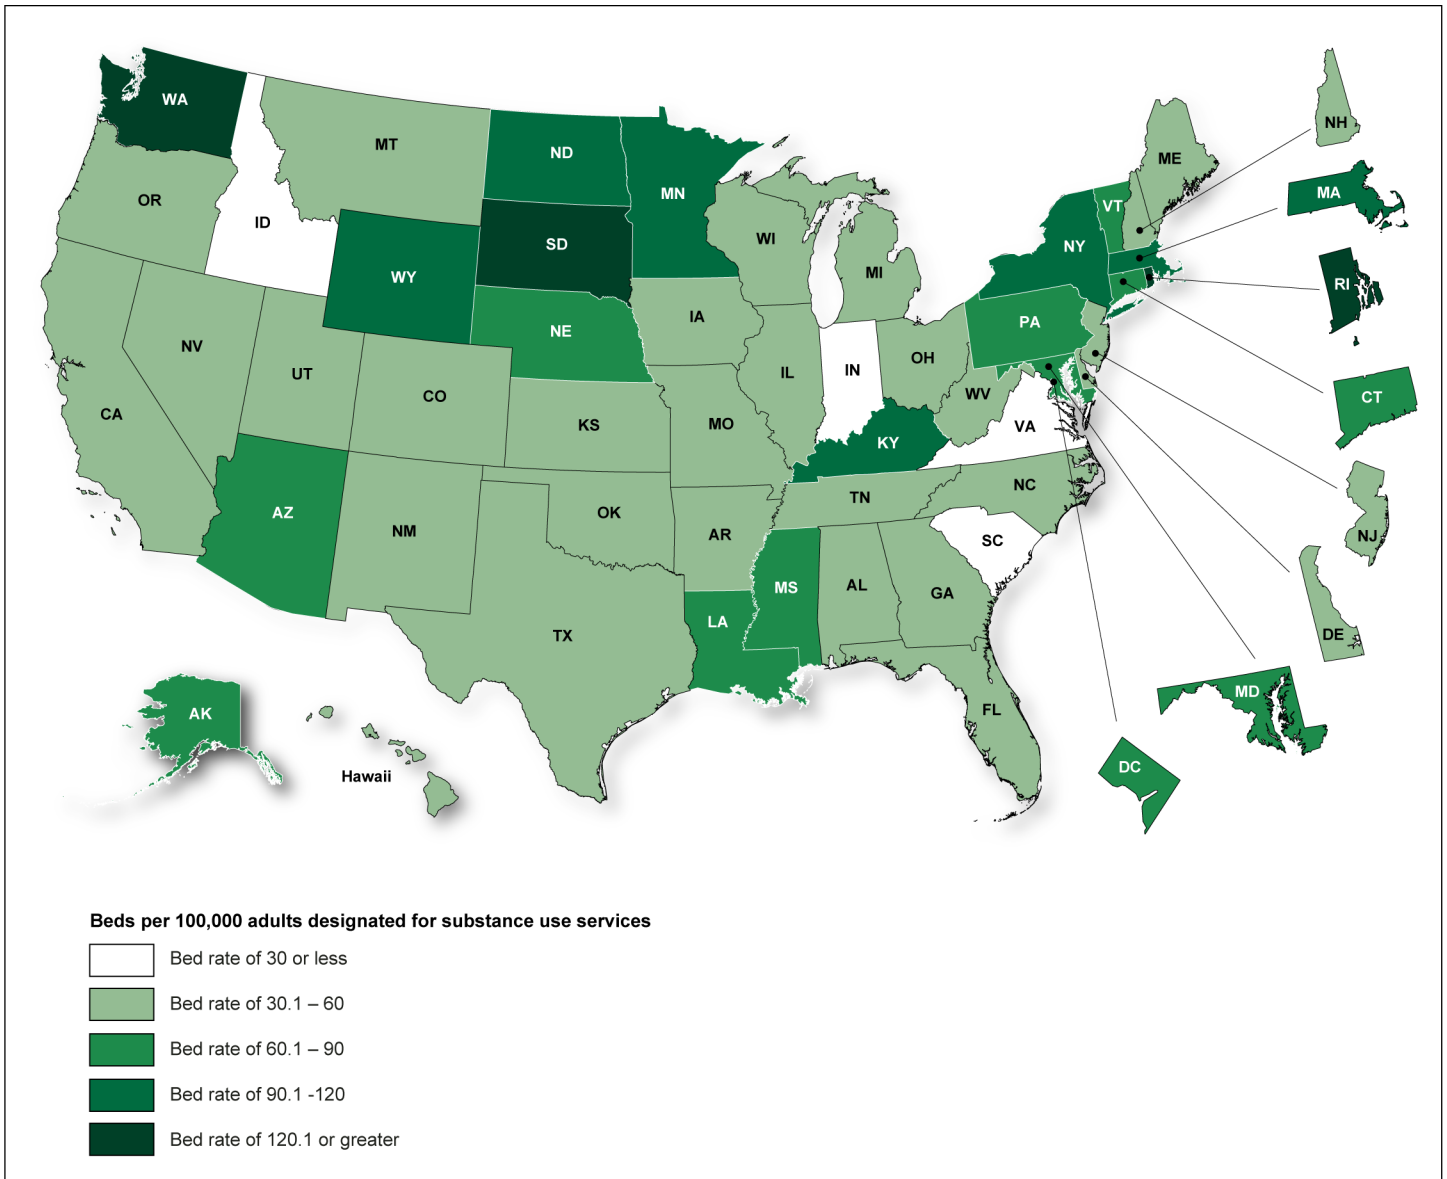 NH
WA
MT
ND
ME
MN
MA
OR
VT
ID
WI
NY
SD
MI
WY
RI
IA
PA
NE
NV
OH
IN
UT
IL
WV
CO
CT
CA
MO
KS
VA
KY
NC
TN
AZ
OK
NM
AR
NJ
SC
AL
MS
GA
LA
TX
DE
MD
FL
AK
DC
Hawaii
Beds per 100,000 adults designated for substance use services
Bed rate of 30 or less
Bed rate of 30.1 – 60
Bed rate of 60.1 – 90
Bed rate of 90.1 -120
Bed rate of 120.1 or greater